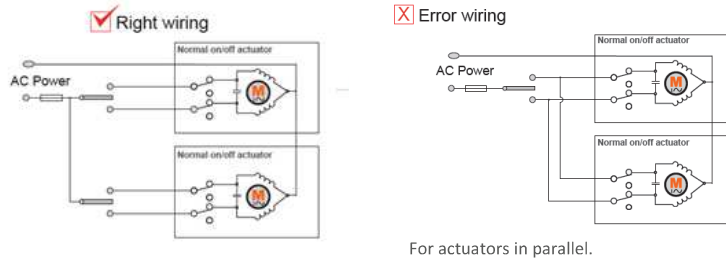 Right wiring
X Error wiring
Normal on/off actuator
AC Power
M
Normal on/off actuator
M
Normal on/off actuator
AC Power
M
Normal on/off actuator
M
For actuators in parallel.